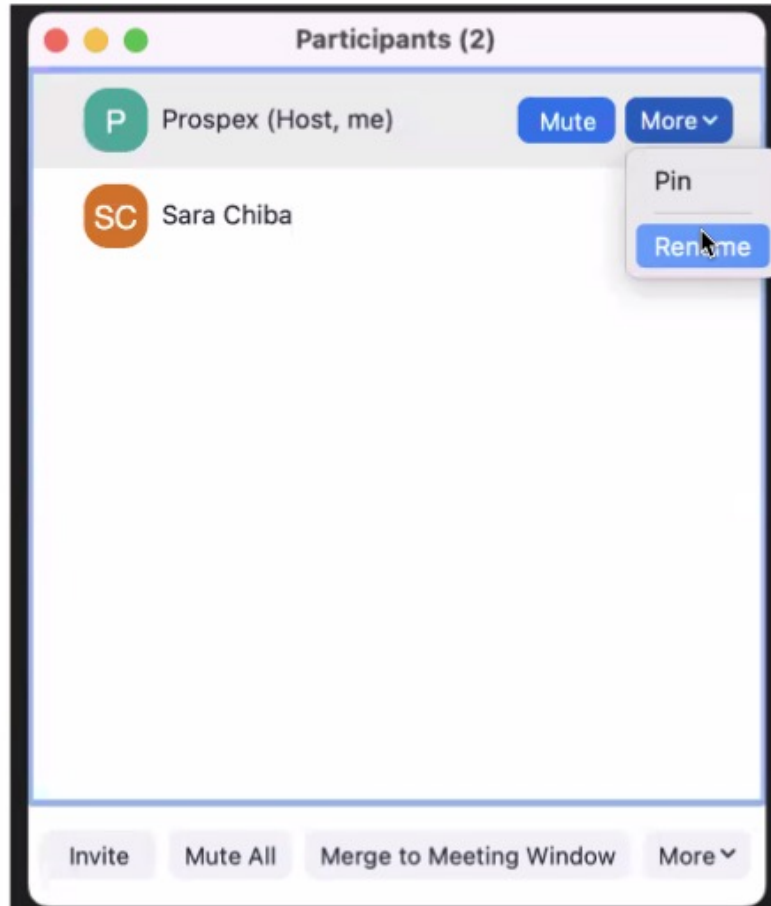 Participants (2)
P Prospex (Host, me) Mute More
Pin
SC Sara Chiba
Rename
Invite Mute All Merge to Meeting Window More